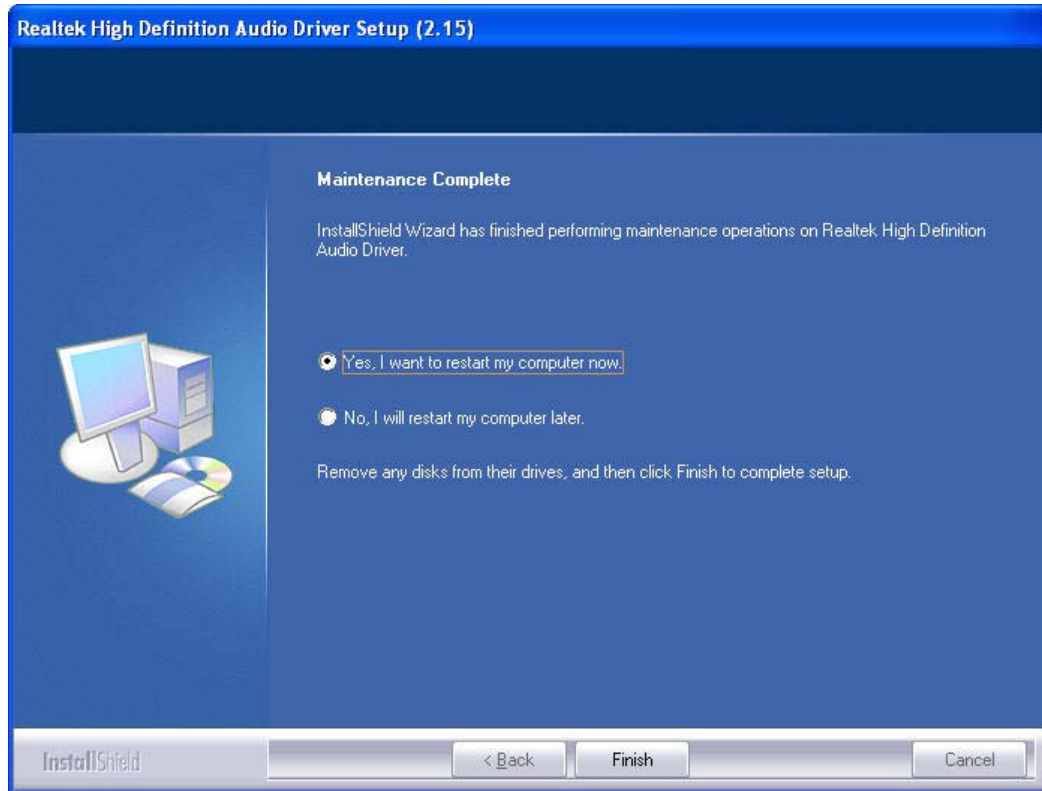 Realtek High Definition Audio Driver Setup (2.15)
Maintenance Complete
InstallShield Wizard has finished performing maintenance operations on Realtek High Definition
Audio Driver.
Yes, I want to restart my computer now.
No, I will restart my computer later.
Remove any disks from their drives, and then click Finish to complete setup.
InstallShield
< Back
Finish
Cancel